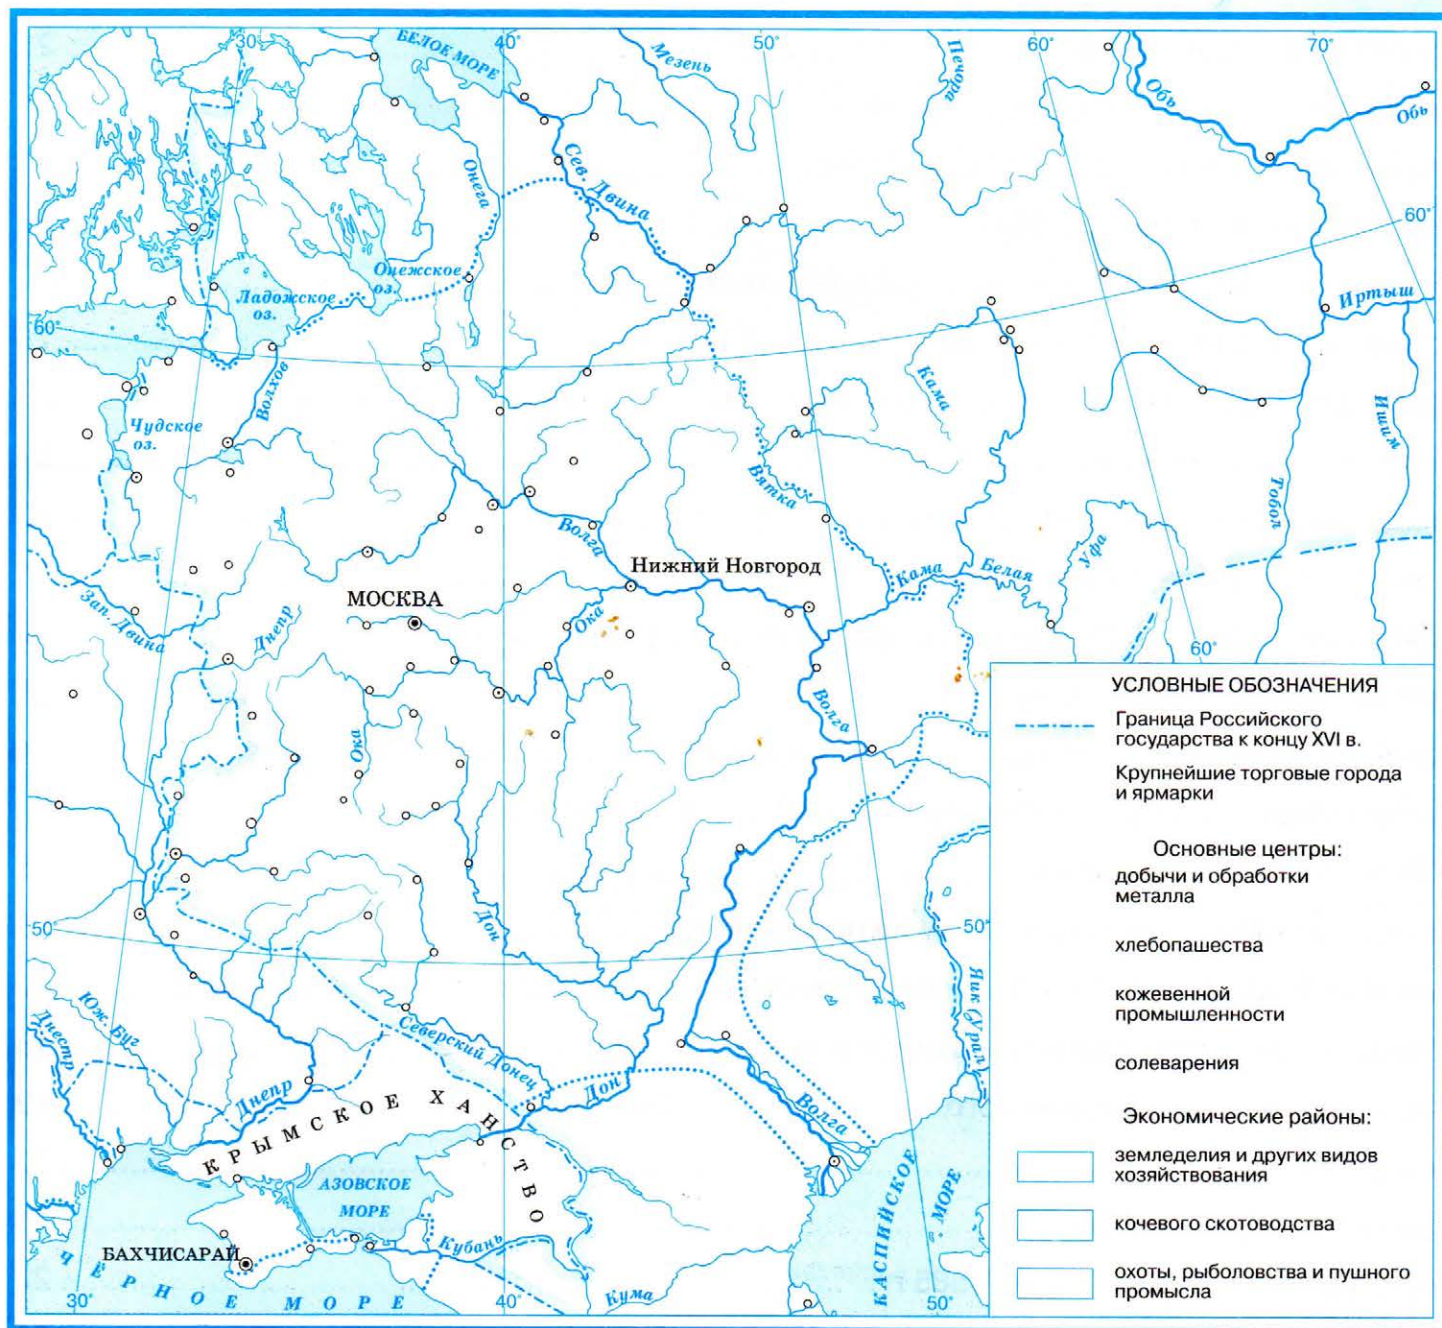 30°
40°
50°
60°
70°
БЕЛОЕ МОРЕ
Мезень
Печора
Обь
Обь
Онега
Сев. Двина
60°
Онежское
оз.
Ладожское
оз.
Иртыш
60°
Волхов
Кама
Чудское
оз.
Ишим
Вятка
Тобол
Волга
Уфа
Нижний Новгород
Кама
Белая
Зап. Двина
МОСКВА
Днепр
Ока
60°
Волга
Ока
УСЛОВНЫЕ ОБОЗНАЧЕНИЯ
Граница Российского
государства к концу XVI в.
Крупнейшие торговые города
и ярмарки
Основные центры:
добычи и обработки
металла
хлебопашества
кожевенной
промышленности
солеварения
Экономические районы:
земледелия и других видов
хозяйствования
кочевого скотоводства
охоты, рыболовства и пушного
промысла
50°
Дон
50°
Яик (Урал)
Юж. Буг
Днестр
Северский Донец
Днепр
Дон
Волга
КРЫМСКОЕ ХАНСТВО
АЗОВСКОЕ
МОРЕ
КАСПИЙСКОЕ
МОРЕ
БАХЧИСАРАЙ
Кубань
Кума
ЧЁРНОЕ МОРЕ
30°
40°
50°